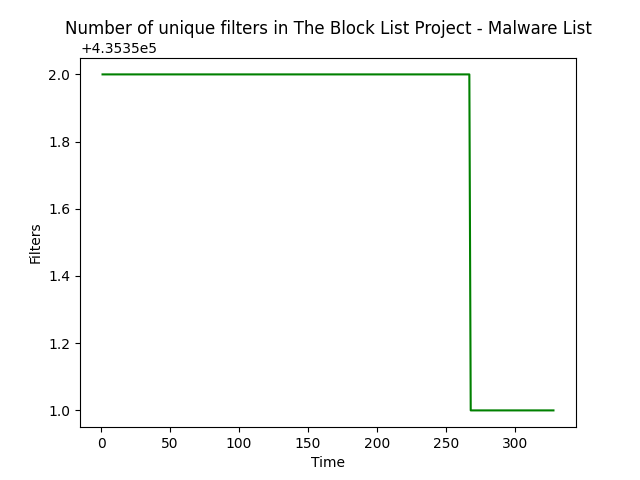 Number of unique filters in The Block List Project - Malware List
+4.3535e5
2.0
1.8
1.6
1.4
1.2
1.0
Filters
0 50 100 150 200 250 300
Time